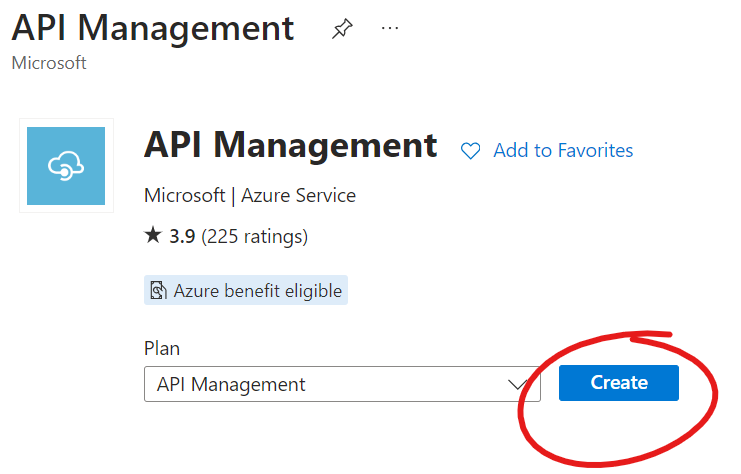 API Management
Microsoft
API Management
Add to Favorites
Microsoft | Azure Service
★ 3.9 (225 ratings)
Azure benefit eligible
Plan
API Management
Create